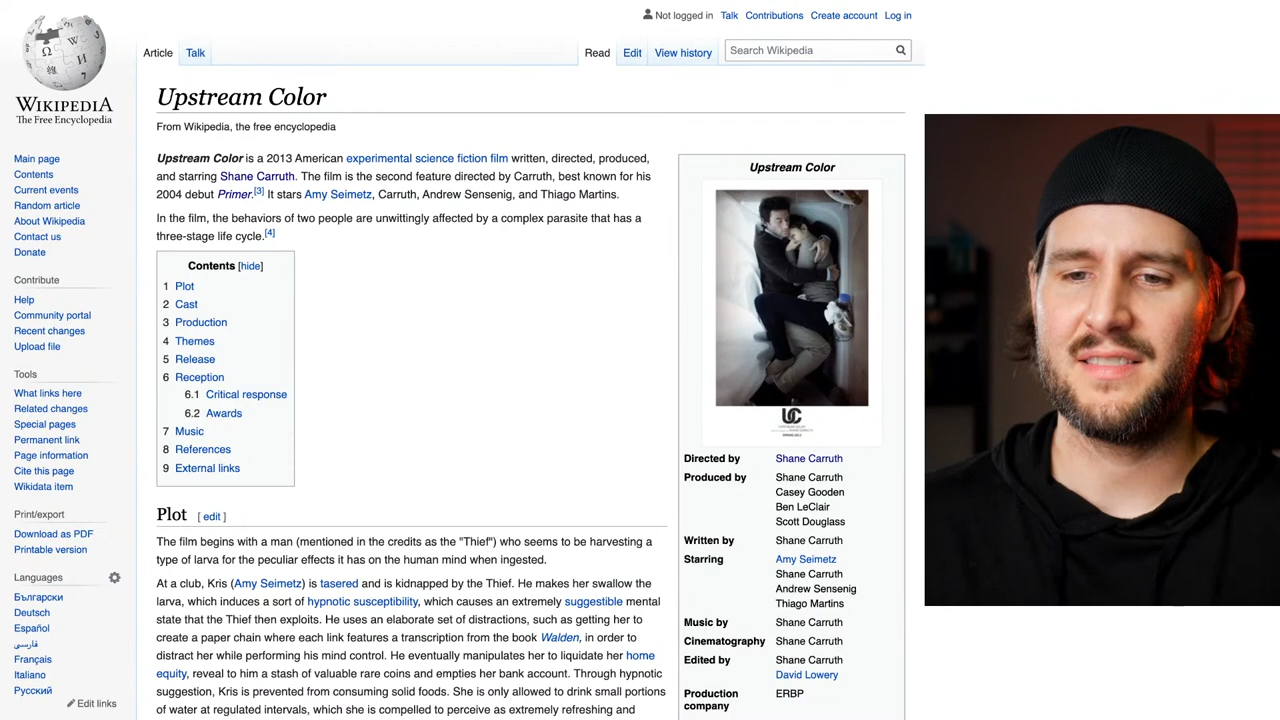 Not logged in Talk Contributions Create account Log in
Article Talk Read Edit View history Search Wikipedia
WIKIPEDIA
The Free Encyclopedia
Main page
Contents
Current events
Random article
About Wikipedia
Contact us
Donate
Contribute
Help
Community portal
Recent changes
Upload file
Tools
What links here
Related changes
Special pages
Permanent link
Page information
Cite this page
Wikidata item
Print/export
Download as PDF
Printable version
Languages
Български
Deutsch
Español
فارسی
Français
Italiano
Русский
Edit links
Upstream Color
From Wikipedia, the free encyclopedia
Upstream Color is a 2013 American experimental science fiction film written, directed, produced,
and starring Shane Carruth. The film is the second feature directed by Carruth, best known for his
2004 debut Primer.[3] It stars Amy Seimetz, Carruth, Andrew Sensenig, and Thiago Martins.
In the film, the behaviors of two people are unwittingly affected by a complex parasite that has a
three-stage life cycle.[4]
Contents [hide]
1 Plot
2 Cast
3 Production
4 Themes
5 Release
6 Reception
6.1 Critical response
6.2 Awards
7 Music
8 References
9 External links
Plot [ edit ]
The film begins with a man (mentioned in the credits as the "Thief") who seems to be harvesting a
type of larva for the peculiar effects it has on the human mind when ingested.
At a club, Kris (Amy Seimetz) is tasered and is kidnapped by the Thief. He makes her swallow the
larva, which induces a sort of hypnotic susceptibility, which causes an extremely suggestible mental
state that the Thief then exploits. He uses an elaborate set of distractions, such as getting her to
create a paper chain where each link features a transcription from the book Walden, in order to
distract her while performing his mind control. He eventually manipulates her to liquidate her home
equity, reveal to him a stash of valuable rare coins and empties her bank account. Through hypnotic
suggestion, Kris is prevented from consuming solid foods. She is only allowed to drink small portions
of water at regulated intervals, which she is compelled to perceive as extremely refreshing and
Upstream Color
UC
Directed by Shane Carruth
Produced by Shane Carruth
Casey Gooden
Ben LeClair
Scott Douglass
Written by Shane Carruth
Starring Amy Seimetz
Shane Carruth
Andrew Sensenig
Thiago Martins
Music by Shane Carruth
Cinematography Shane Carruth
Edited by Shane Carruth
David Lowery
Production ERBP
company